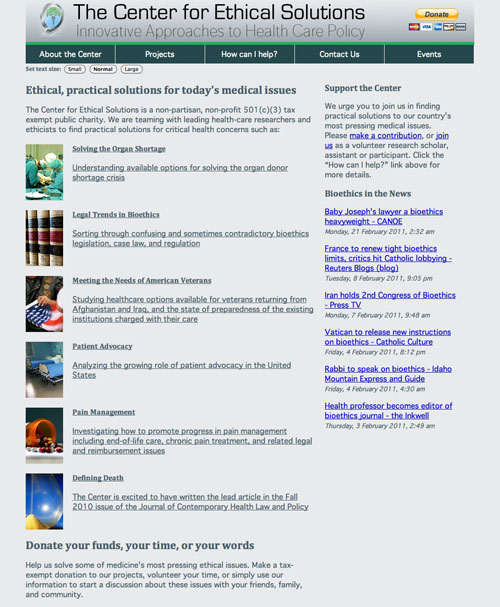 The Center for Ethical Solutions
Innovative Approaches to Health Care Policy
Donate
VISA
About the Center
Projects
How can I help?
Contact Us
Events
Set text size: Small Normal Large
Ethical, practical solutions for today's medical issues
The Center for Ethical Solutions is a non-partisan, non-profit 501(c)(3) tax
exempt public charity. We are teaming with leading health-care researchers and
ethicists to find practical solutions for critical health concerns such as:
Solving the Organ Shortage
Understanding available options for solving the organ donor
shortage crisis
Legal Trends in Bioethics
Sorting through confusing and sometimes contradictory bioethics
legislation, case law, and regulation
Meeting the Needs of American Veterans
Studying healthcare options available for veterans returning from
Afghanistan and Iraq, and the state of preparedness of the existing
institutions charged with their care
Patient Advocacy
Analyzing the growing role of patient advocacy in the United
States
Pain Management
Investigating how to promote progress in pain management
including end-of-life care, chronic pain treatment, and related legal
and reimbursement issues
Defining Death
The Center is excited to have written the lead article in the Fall
2010 issue of the Journal of Contemporary Health Law and Policy
Donate your funds, your time, or your words
Help us solve some of medicine's most pressing ethical issues. Make a tax-
exempt donation to our projects, volunteer your time, or simply use our
information to start a discussion about these issues with your friends, family,
and community.
Support the Center
We urge you to join us in finding
practical solutions to our country's
most pressing medical issues.
Please make a contribution, or join
us as a volunteer research scholar,
assistant or participant. Click the
"How can I help?" link above for
more details.
Bioethics in the News
Baby Joseph's lawyer a bioethics
heavyweight - CANOE
Monday, 21 February 2011, 2:32 am
France to renew tight bioethics
limits, critics hit Catholic lobbying -
Reuters Blogs (blog)
Tuesday, 8 February 2011, 9:05 pm
Iran holds 2nd Congress of Bioethics
- Press TV
Monday, 7 February 2011, 9:48 am
Vatican to release new instructions
on bioethics - Catholic Culture
Friday, 4 February 2011, 8:12 pm
Rabbi to speak on bioethics - Idaho
Mountain Express and Guide
Friday, 4 February 2011, 4:30 am
Health professor becomes editor of
bioethics journal - the Inkwell
Thursday, 3 February 2011, 2:49 am